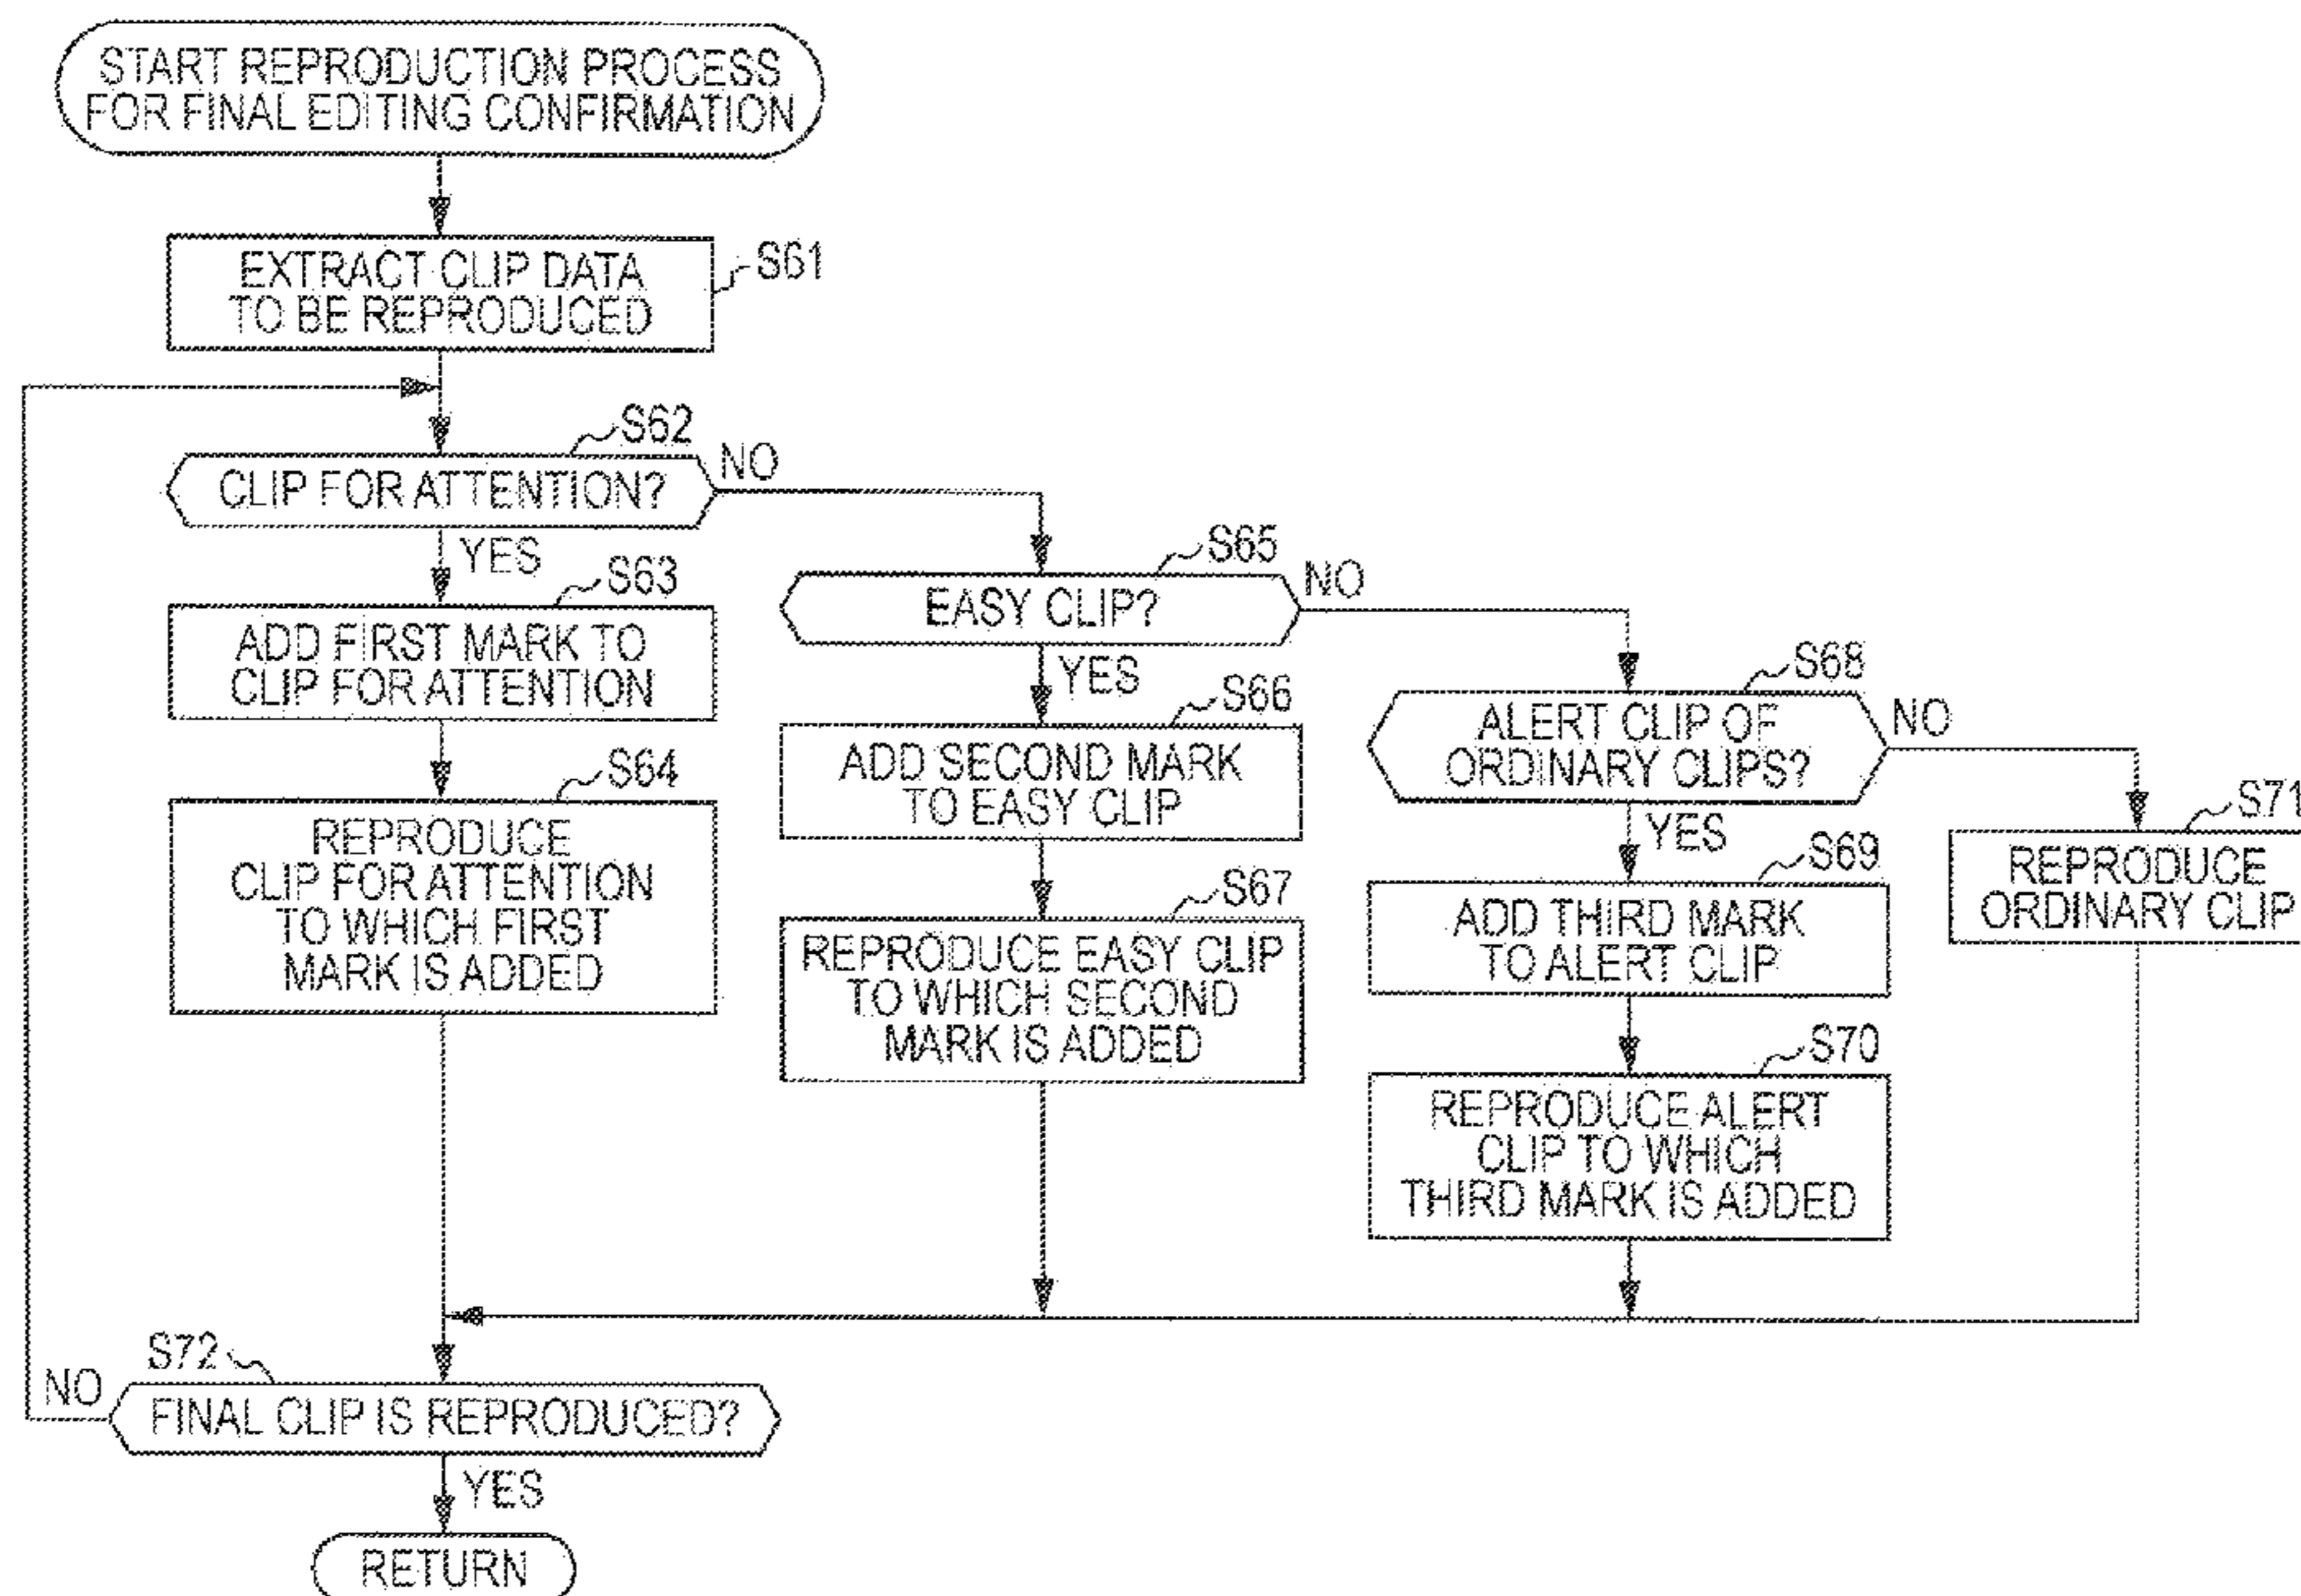 START REPRODUCTION PROCESS
FOR FINAL EDITING CONFIRMATION
EXTRACT CLIP DATA
TO BE REPRODUCED
S61
S62
CLIP FOR ATTENTION?
NO
YES
S63
ADD FIRST MARK TO
CLIP FOR ATTENTION
S64
REPRODUCE
CLIP FOR ATTENTION
TO WHICH FIRST
MARK IS ADDED
S65
EASY CLIP?
NO
YES
S66
ADD SECOND MARK
TO EASY CLIP
S67
REPRODUCE EASY CLIP
TO WHICH SECOND
MARK IS ADDED
S68
ALERT CLIP OF
ORDINARY CLIPS?
NO
YES
S69
ADD THIRD MARK
TO ALERT CLIP
S70
REPRODUCE ALERT
CLIP TO WHICH
THIRD MARK IS ADDED
S71
REPRODUCE
ORDINARY CLIP
S72
NO
FINAL CLIP IS REPRODUCED?
YES
RETURN